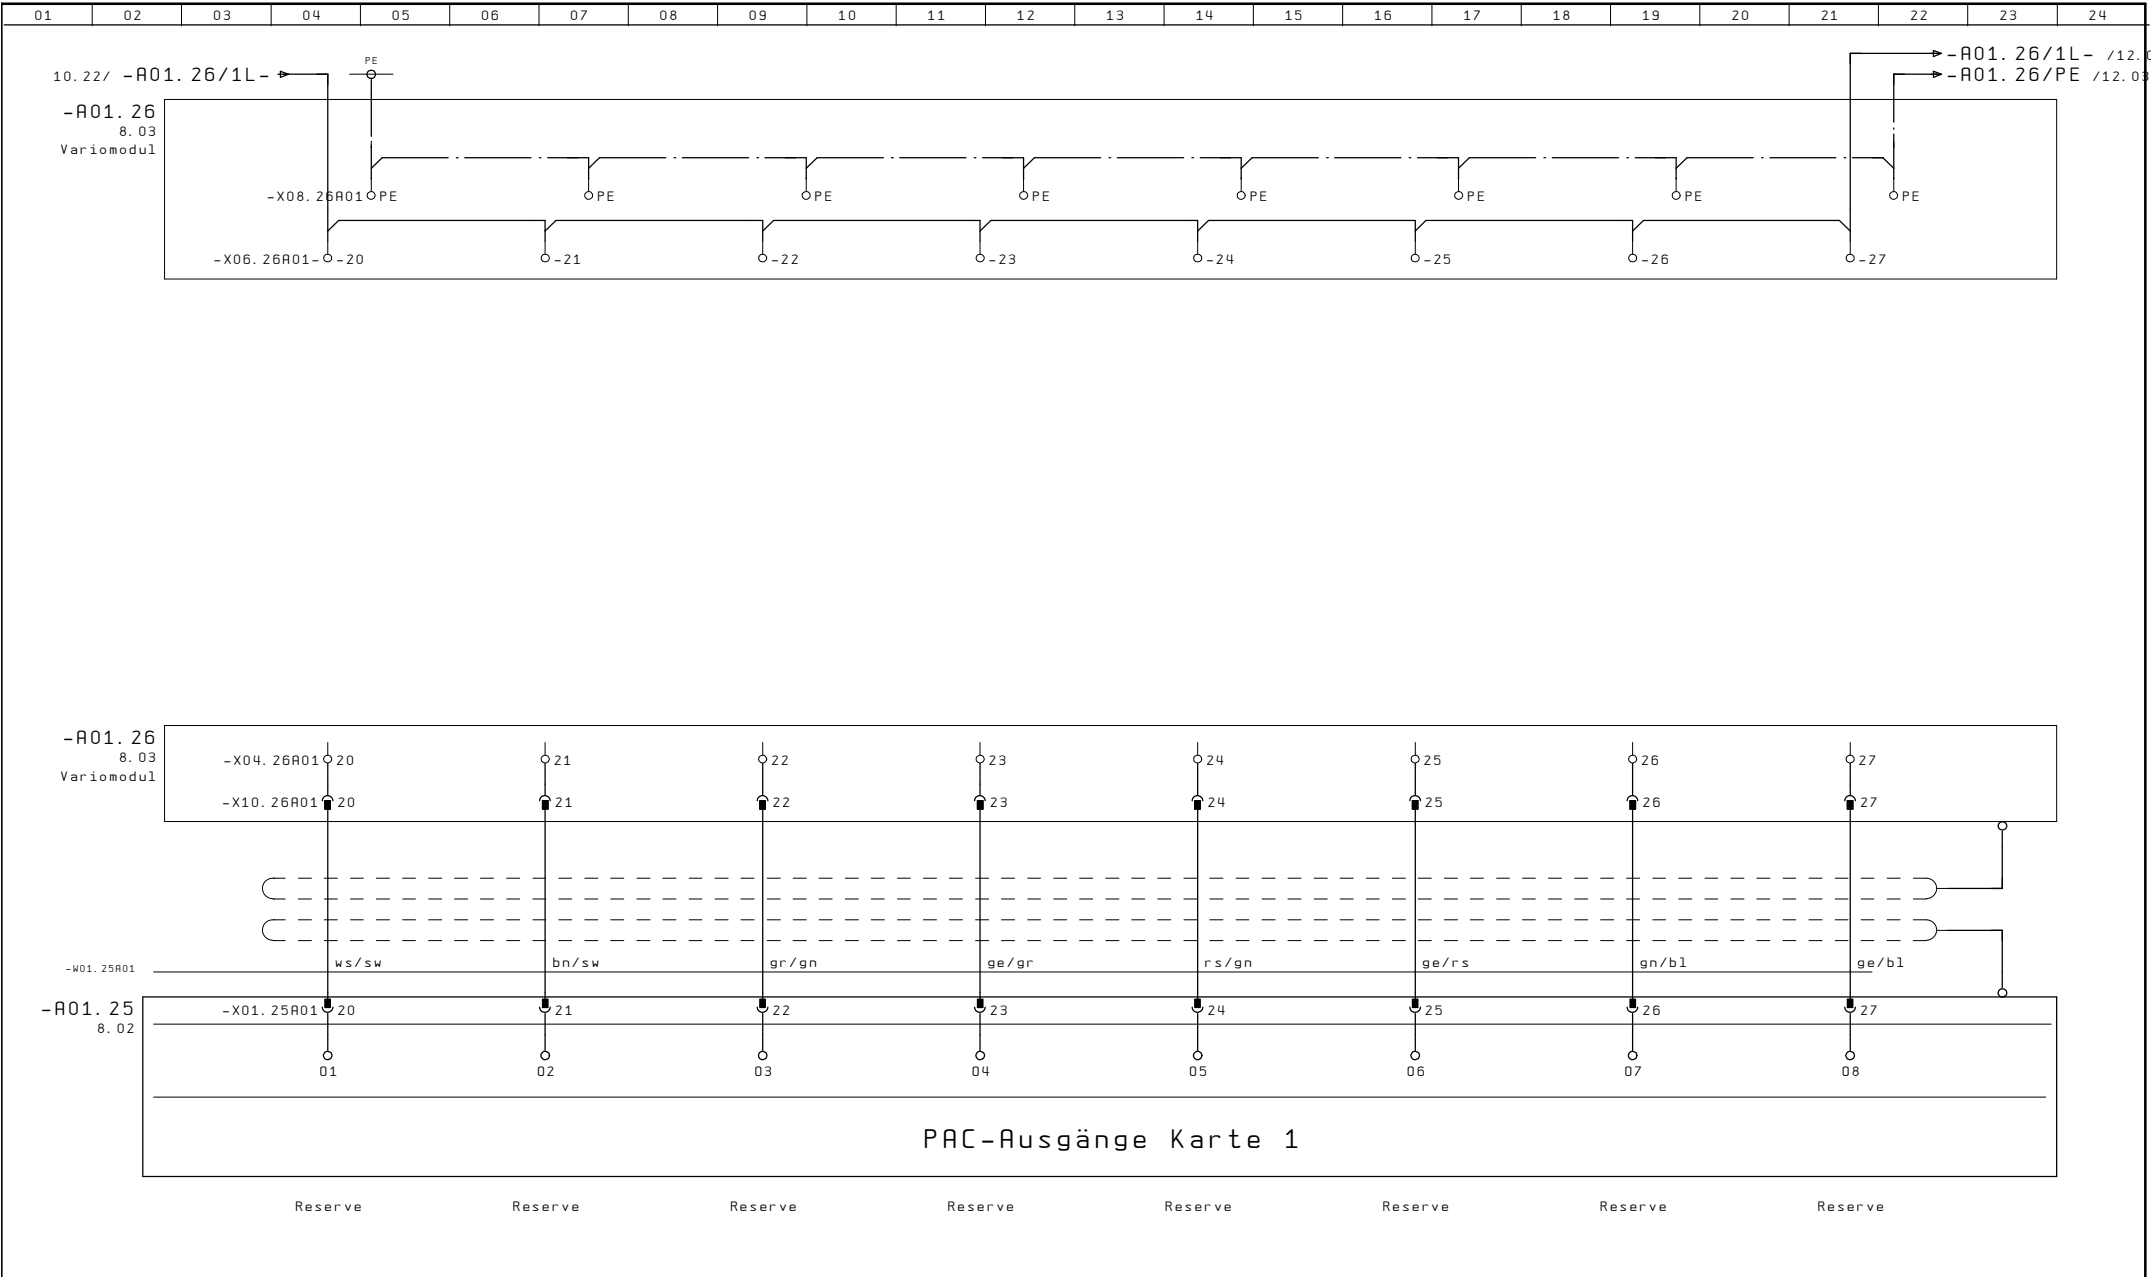 01 02 03 04 05 06 07 08 09 10 11 12 13 14 15 16 17 18 19 20 21 22 23 24
-A01.26/1L- /12.0
PE
10.22/ -A01.26/1L-
-A01.26/PE /12.03
-A01.26
8.03
Variomodul
-X08.26A01 PE PE PE PE PE PE PE PE
-X06.26A01- -20 -21 -22 -23 -24 -25 -26 -27
-A01.26
8.03
Variomodul
-X04.26A01 20 21 22 23 24 25 26 27
-X10.26A01 20 21 22 23 24 25 26 27
ws/sw bn/sw gr/gn ge/gr rs/gn ge/rs gn/bl ge/bl
-W01.25A01
-A01.25
8.02
-X01.25A01 20 21 22 23 24 25 26 27
01 02 03 04 05 06 07 08
PAC-Ausgänge Karte 1
Reserve Reserve Reserve Reserve Reserve Reserve Reserve Reserve